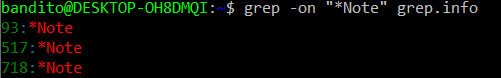 bandito@DESKTOP-OH8DMQI:~$ grep -on "*Note" grep.info
93:*Note
517:*Note
718:*Note